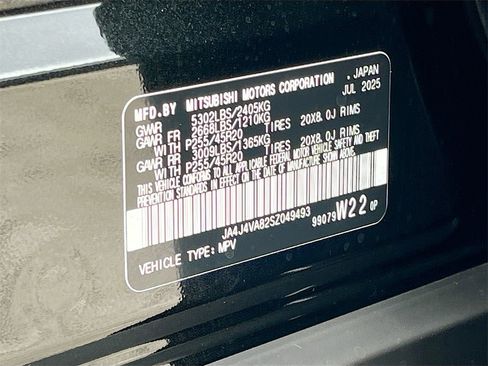 MFD.BY MITSUBISHI MOTORS CORPORATION . JAPAN
GVWR 5302LBS/2405KG JUL 2025
GAWR FR 2668LBS/1210KG
WITH P255/45R20 TIRES 20X8.0J RIMS
GAWR RR 3009LBS/1365KG
WITH P255/45R20 TIRES 20X8.0J RIMS
THIS VEHICLE CONFORMS TO ALL APPLICABLE FEDERAL MOTOR VEHICLE SAFETY AND THEFT
PREVENTION STANDARDS IN EFFECT ON THE DATE OF MANUFACTURE SHOWN ABOVE.
JA4J4VA82SZ049493
VEHICLE TYPE: MPV 99079 W22 0P